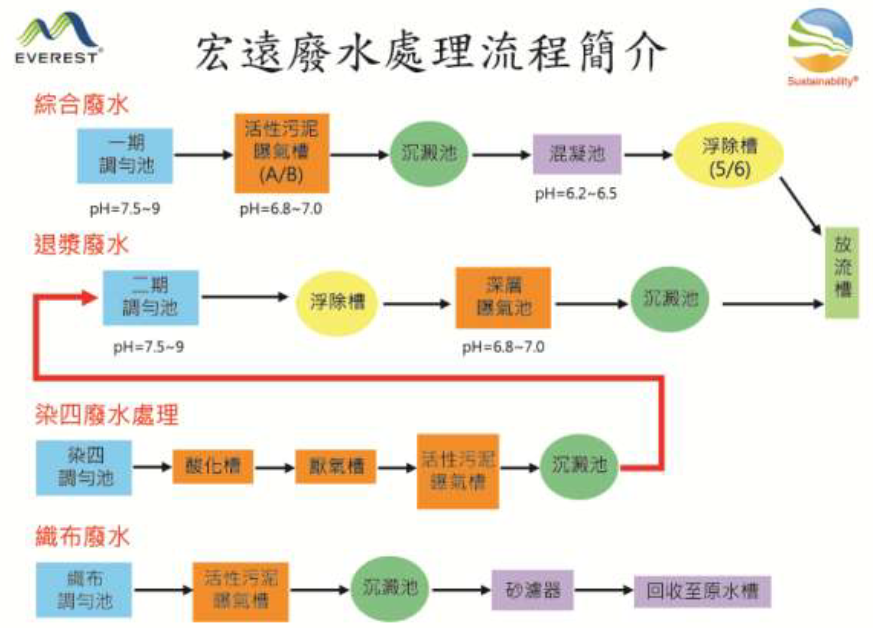 EVEREST®
宏遠廢水處理流程簡介
Sustainability®
綜合廢水
一期
調勻池
pH=7.5~9
活性污泥
曝氣槽
(A/B)
pH=6.8~7.0
沉澱池
混凝池
pH=6.2~6.5
浮除槽
(5/6)
放
流
槽
退漿廢水
二期
調勻池
pH=7.5~9
浮除槽
深層
曝氣池
pH=6.8~7.0
沉澱池
染四廢水處理
染四
調勻池
酸化槽
厭氧槽
活性污泥
曝氣槽
沉澱池
織布廢水
織布
調勻池
活性污泥
曝氣槽
沉澱池
砂濾器
回收至原水槽